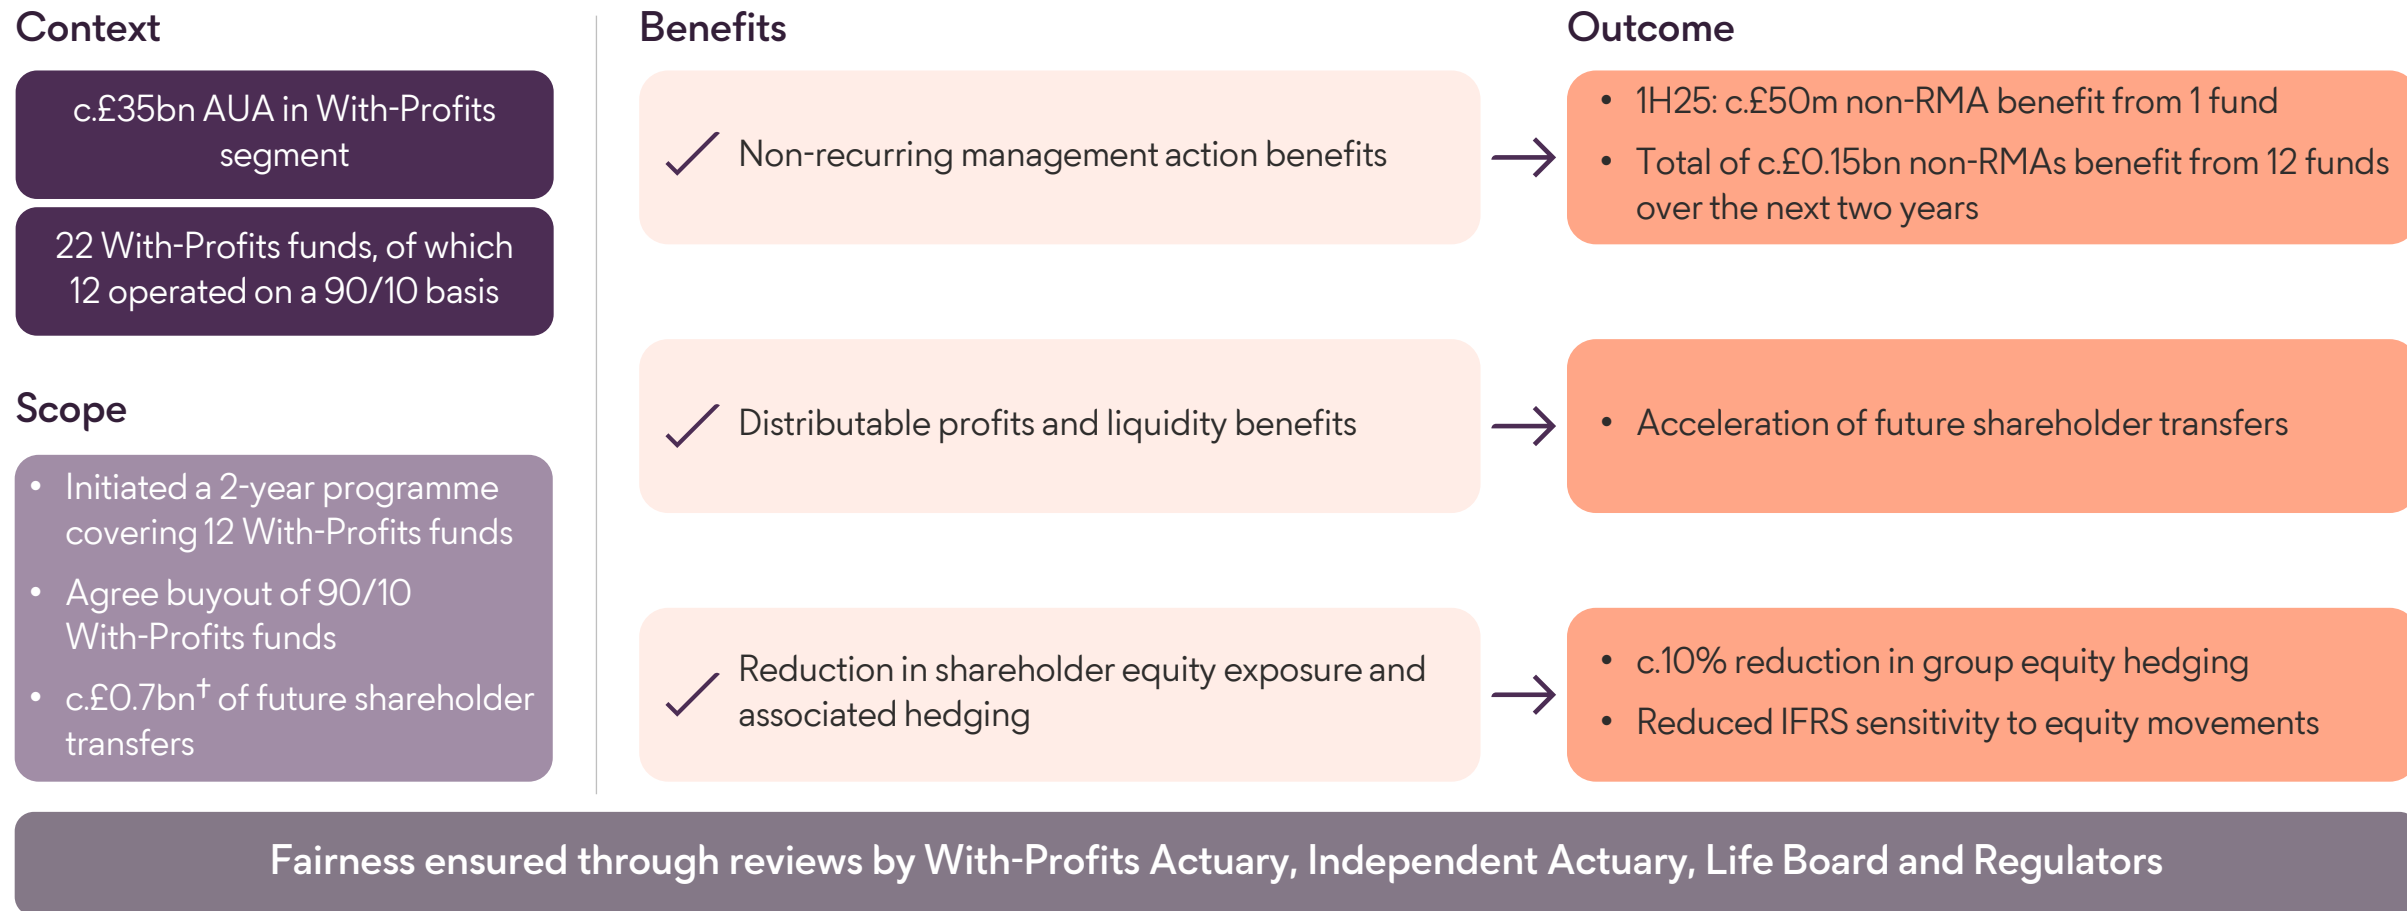 Context
c.£35bn AUA in With-Profits
segment
22 With-Profits funds, of which
12 operated on a 90/10 basis
Scope
• Initiated a 2-year programme
covering 12 With-Profits funds
• Agree buyout of 90/10
With-Profits funds
• c.£0.7bn† of future shareholder
transfers
Benefits
Non-recurring management action benefits
Distributable profits and liquidity benefits
Reduction in shareholder equity exposure and
associated hedging
Outcome
• 1H25: c.£50m non-RMA benefit from 1 fund
• Total of c.£0.15bn non-RMAs benefit from 12 funds
over the next two years
• Acceleration of future shareholder transfers
• c.10% reduction in group equity hedging
• Reduced IFRS sensitivity to equity movements
Fairness ensured through reviews by With-Profits Actuary, Independent Actuary, Life Board and Regulators